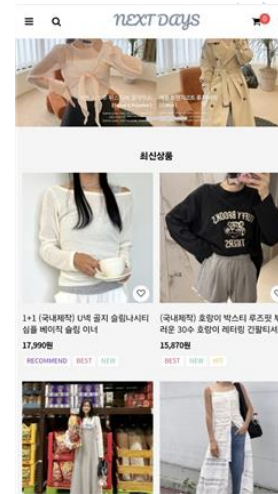 NEXT DAYS
0
최신상품
1+1 (국내제작) U넥 골지 슬림나시티
심플 베이직 슬림 이너
17,990원
RECOMMEND BEST NEW
(국내제작) 호랑이 박스티 루즈핏 부
러운 30수 호랑이 레터링 긴팔티셔
15,870원
BEST NEW HIT